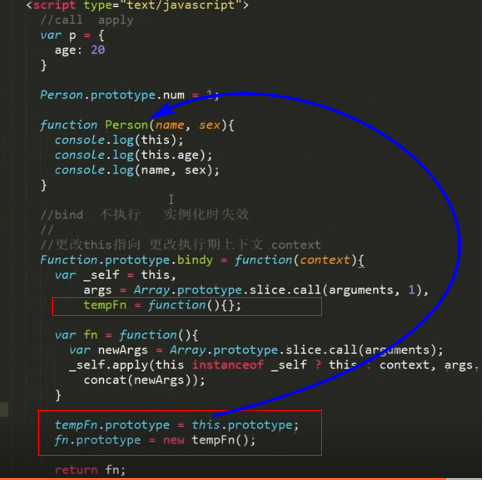 <script type="text/javascript">
//call apply
var p = {
age: 20
}
Person.prototype.num = 1;
function Person(name, sex){
console.log(this);
console.log(this.age);
console.log(name, sex);
}
//bind 不执行 实例化时失效
//
//更改this指向 更改执行期上下文 context
Function.prototype.bindy = function(context){
var _self = this,
args = Array.prototype.slice.call(arguments, 1),
tempFn = function(){};
var fn = function(){
var newArgs = Array.prototype.slice.call(arguments);
_self.apply(this instanceof _self ? this : context, args.
concat(newArgs));
}
tempFn.prototype = this.prototype;
fn.prototype = new tempFn();
return fn;